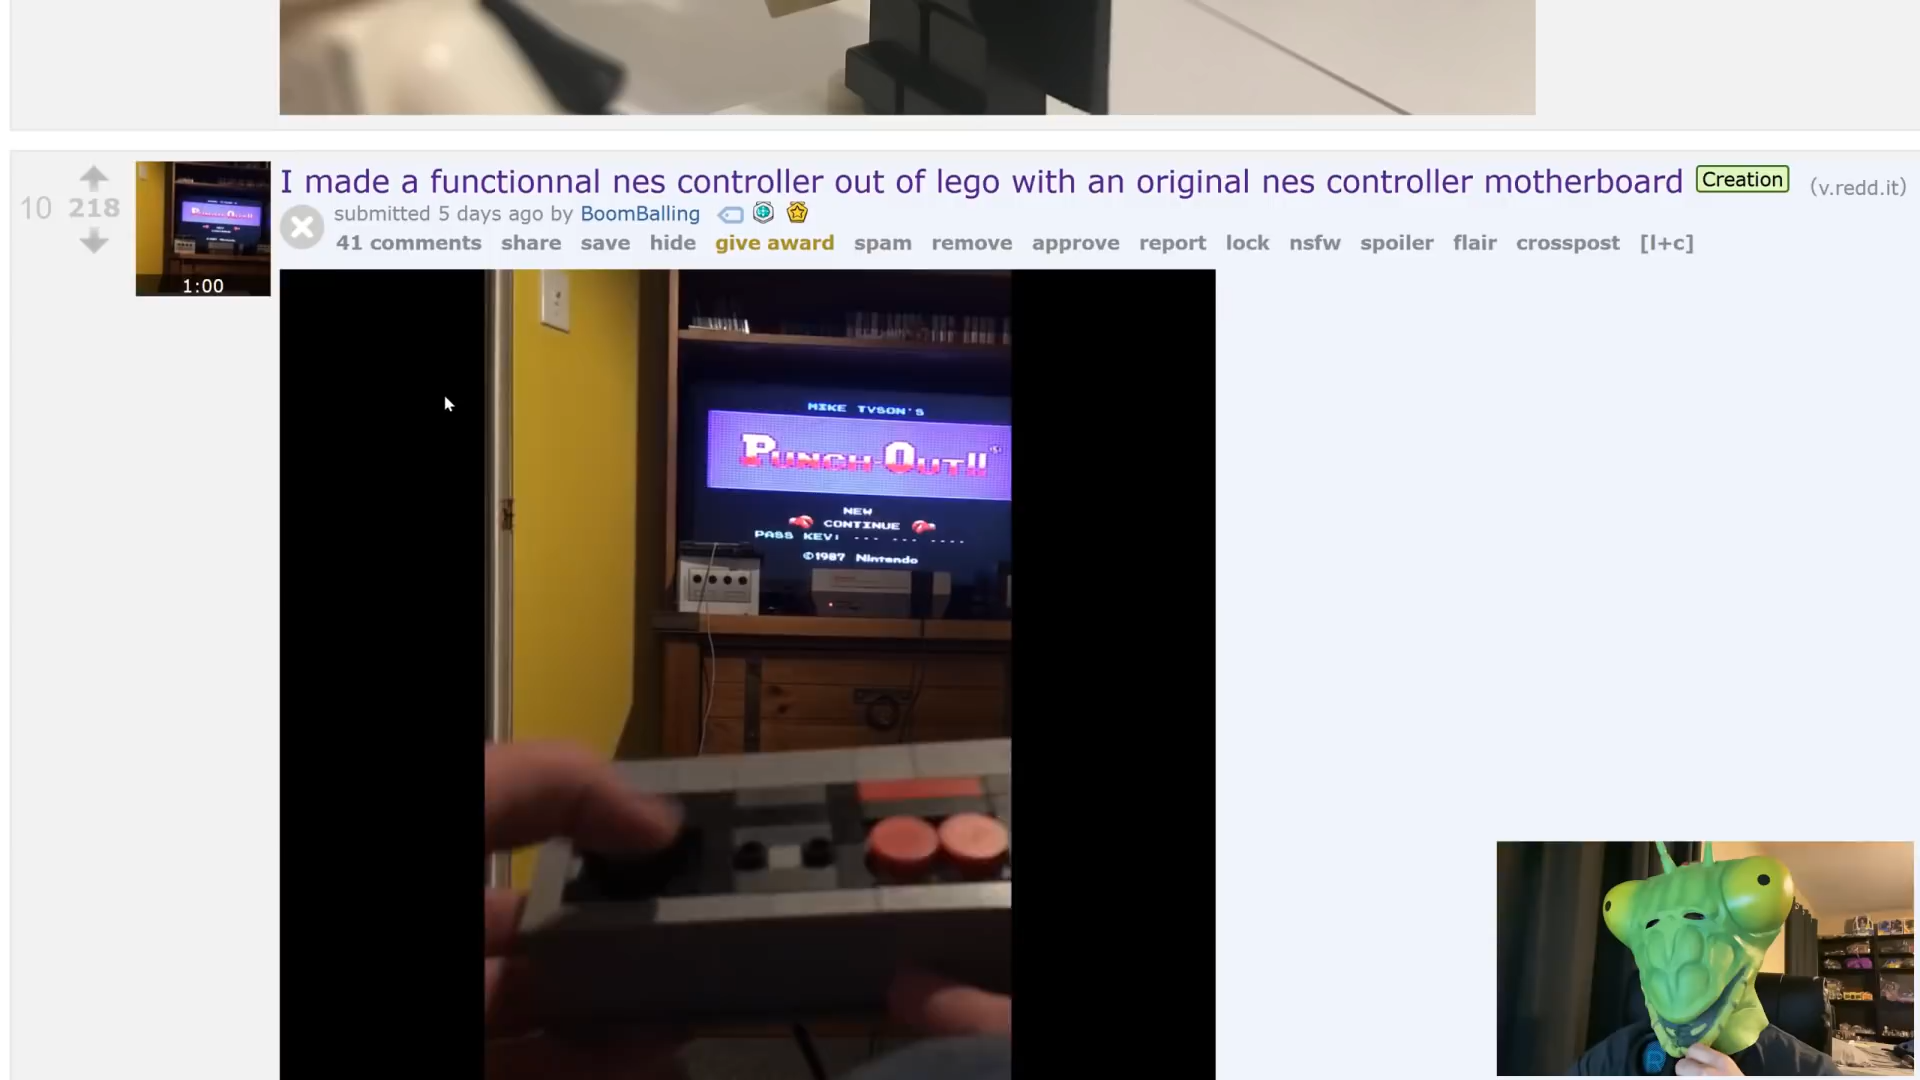 I made a functionnal nes controller out of lego with an original nes controller motherboard Creation (v.redd.it)
10 218
submitted 5 days ago by BoomBalling
41 comments share save hide give award spam remove approve report lock nsfw spoiler flair crosspost [l+c]
1:00
MIKE TYSON'S
PUNCH-OUT!!
NEW
CONTINUE
PASS KEY: --- --- ----
©1987 Nintendo